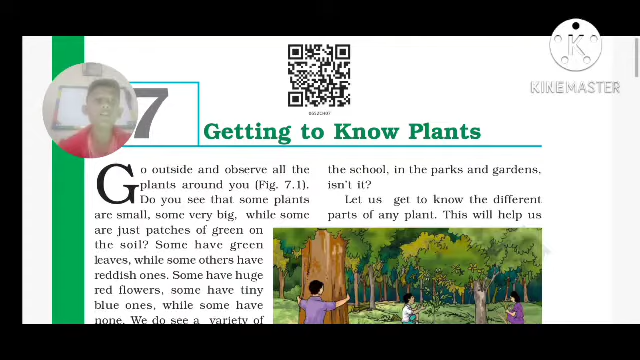 K
KINEMASTER
0652CH07
7
Getting to Know Plants
Go outside and observe all the
plants around you (Fig. 7.1).
Do you see that some plants
are small, some very big, while some
are just patches of green on
the soil? Some have green
leaves, while some others have
reddish ones. Some have huge
red flowers, some have tiny
blue ones, while some have
none. We do see a variety of
the school, in the parks and gardens,
isn't it?
Let us get to know the different
parts of any plant. This will help us